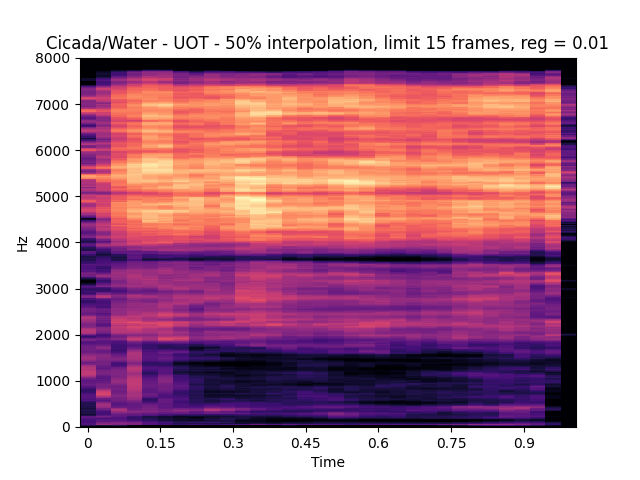 Cicada/Water - UOT - 50% interpolation, limit 15 frames, reg = 0.01
8000
7000
6000
5000
4000
3000
2000
1000
0
Hz
0 0.15 0.3 0.45 0.6 0.75 0.9
Time